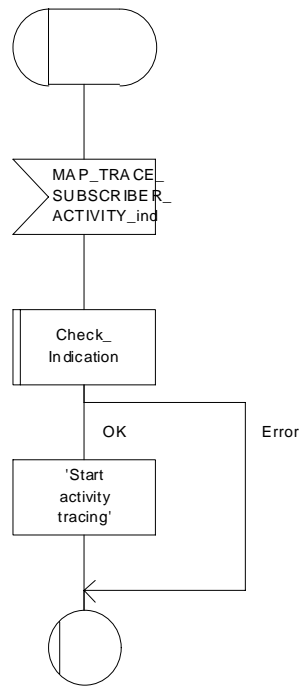 MAP_TRACE_
SUBSCRIBER_
ACTIVITY_ind
Check_
Indication
OK
Error
'Start
activity
tracing'